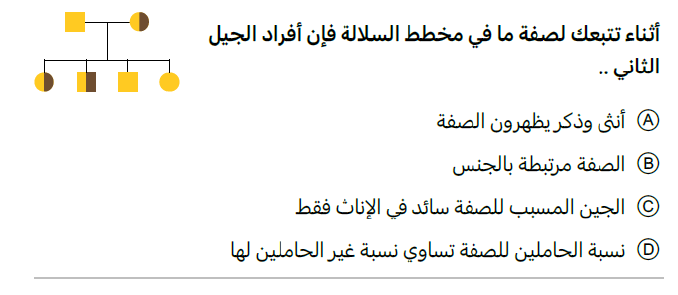 أثناء تتبعك لصفة ما في مخطط السلالة فإن أفراد الجيل
الثاني ..
A أنثى وذكر يظهرون الصفة
B الصفة مرتبطة بالجنس
C الجين المسبب للصفة سائد في الإناث فقط
D نسبة الحاملين للصفة تساوي نسبة غير الحاملين لها